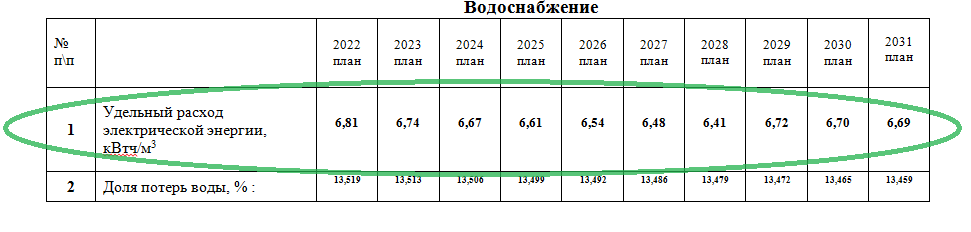 Водоснабжение
№ п\п 2022 план 2023 план 2024 план 2025 план 2026 план 2027 план 2028 план 2029 план 2030 план 2031 план
1 Удельный расход электрической энергии, кВтч/м³ 6,81 6,74 6,67 6,61 6,54 6,48 6,41 6,72 6,70 6,69
2 Доля потерь воды, % : 13,519 13,513 13,506 13,499 13,492 13,486 13,479 13,472 13,465 13,459